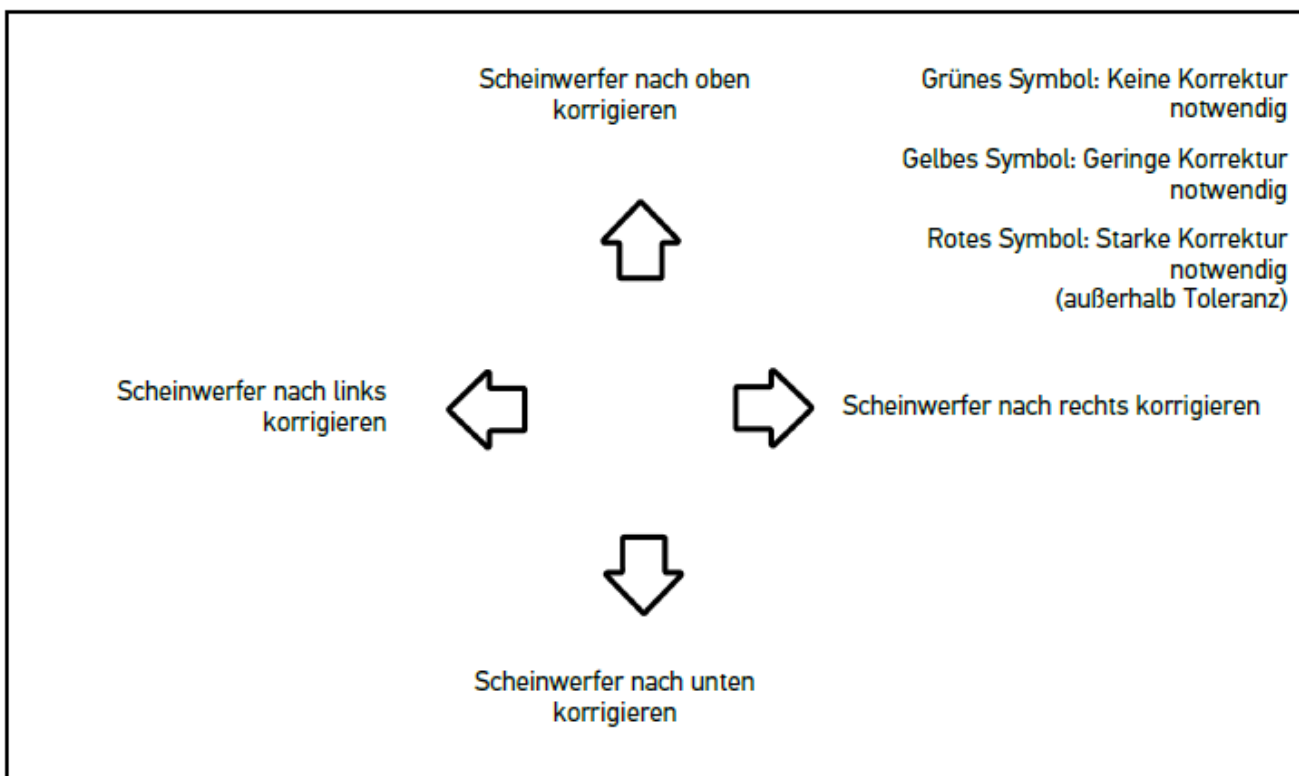 Scheinwerfer nach oben
korrigieren
Grünes Symbol: Keine Korrektur
notwendig
Gelbes Symbol: Geringe Korrektur
notwendig
Rotes Symbol: Starke Korrektur
notwendig
(außerhalb Toleranz)
Scheinwerfer nach links
korrigieren
Scheinwerfer nach rechts korrigieren
Scheinwerfer nach unten
korrigieren